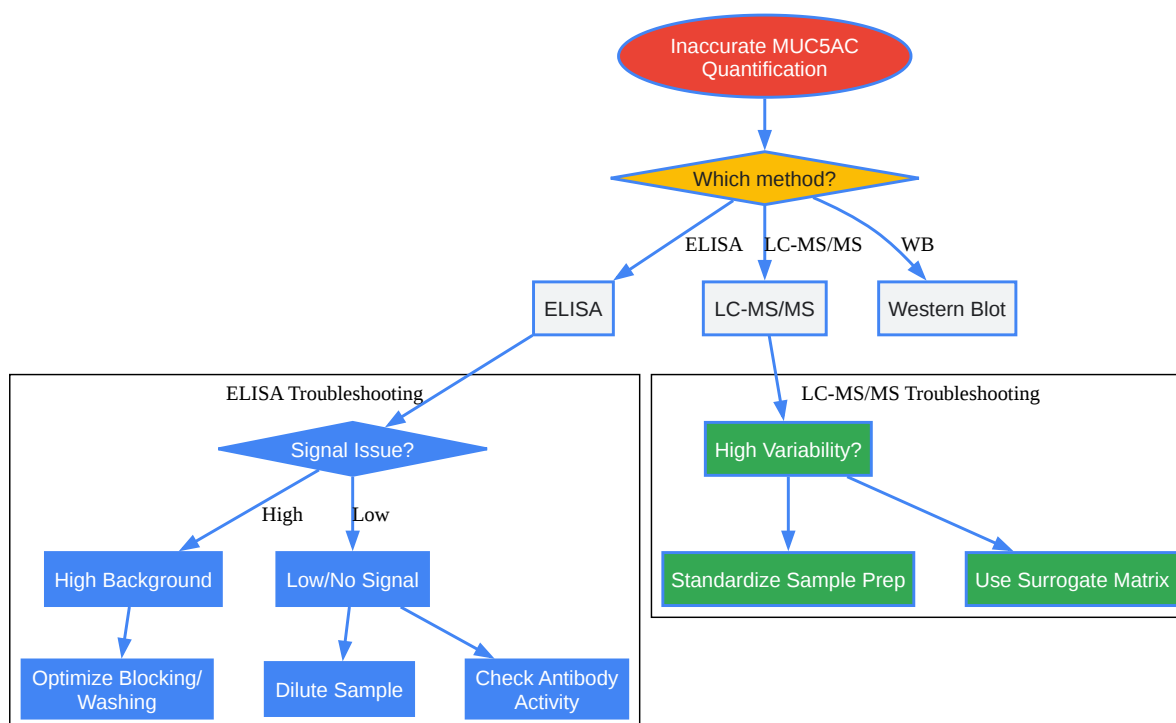 Inaccurate MUC5AC
Quantification
Which method?
ELISA
LC-MS/MS
WB
ELISA
LC-MS/MS
Western Blot
ELISA Troubleshooting
LC-MS/MS Troubleshooting
Signal Issue?
High Variability?
High
Low
High Background
Low/No Signal
Standardize Sample Prep
Use Surrogate Matrix
Optimize Blocking/
Washing
Dilute Sample
Check Antibody
Activity